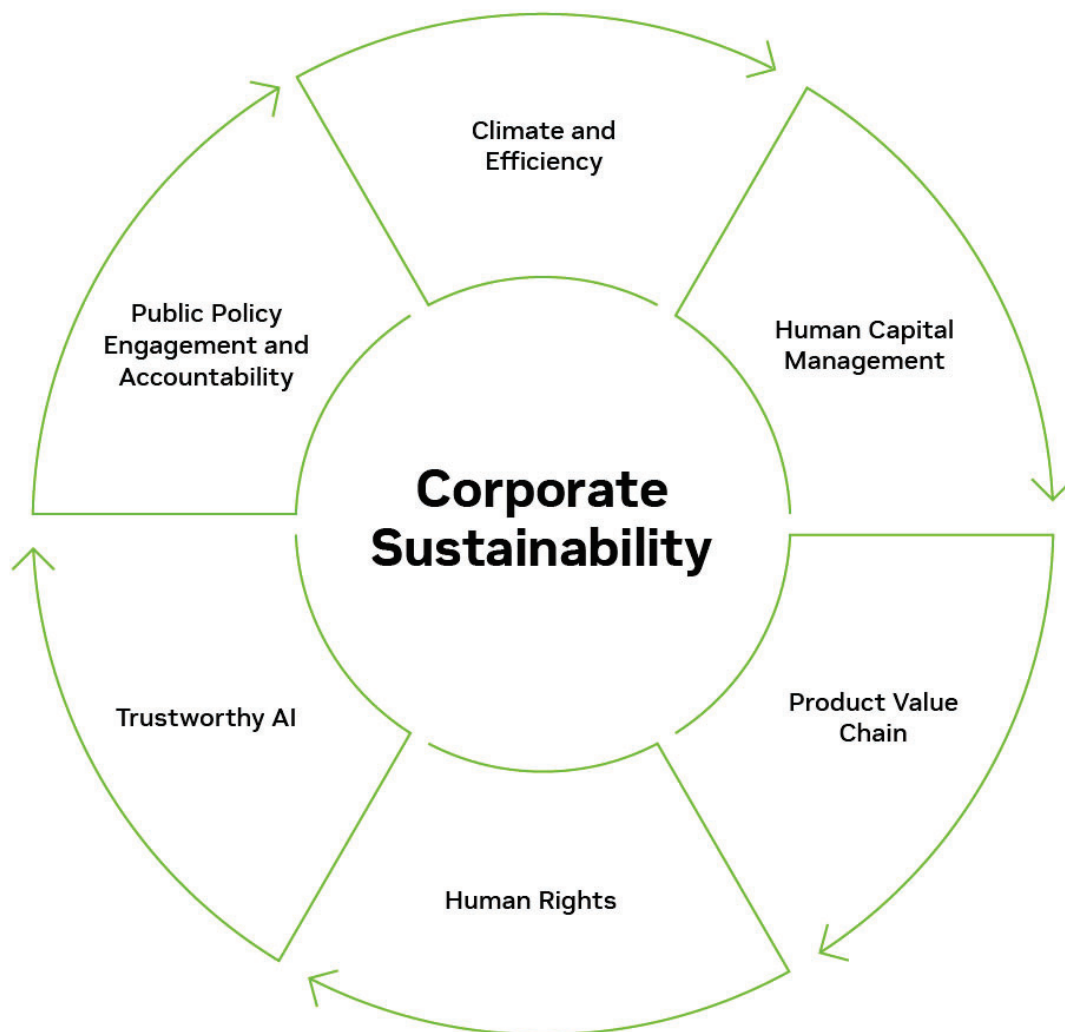 Climate and
Efficiency
Human Capital
Management
Product Value
Chain
Human Rights
Trustworthy AI
Public Policy
Engagement and
Accountability
Corporate
Sustainability